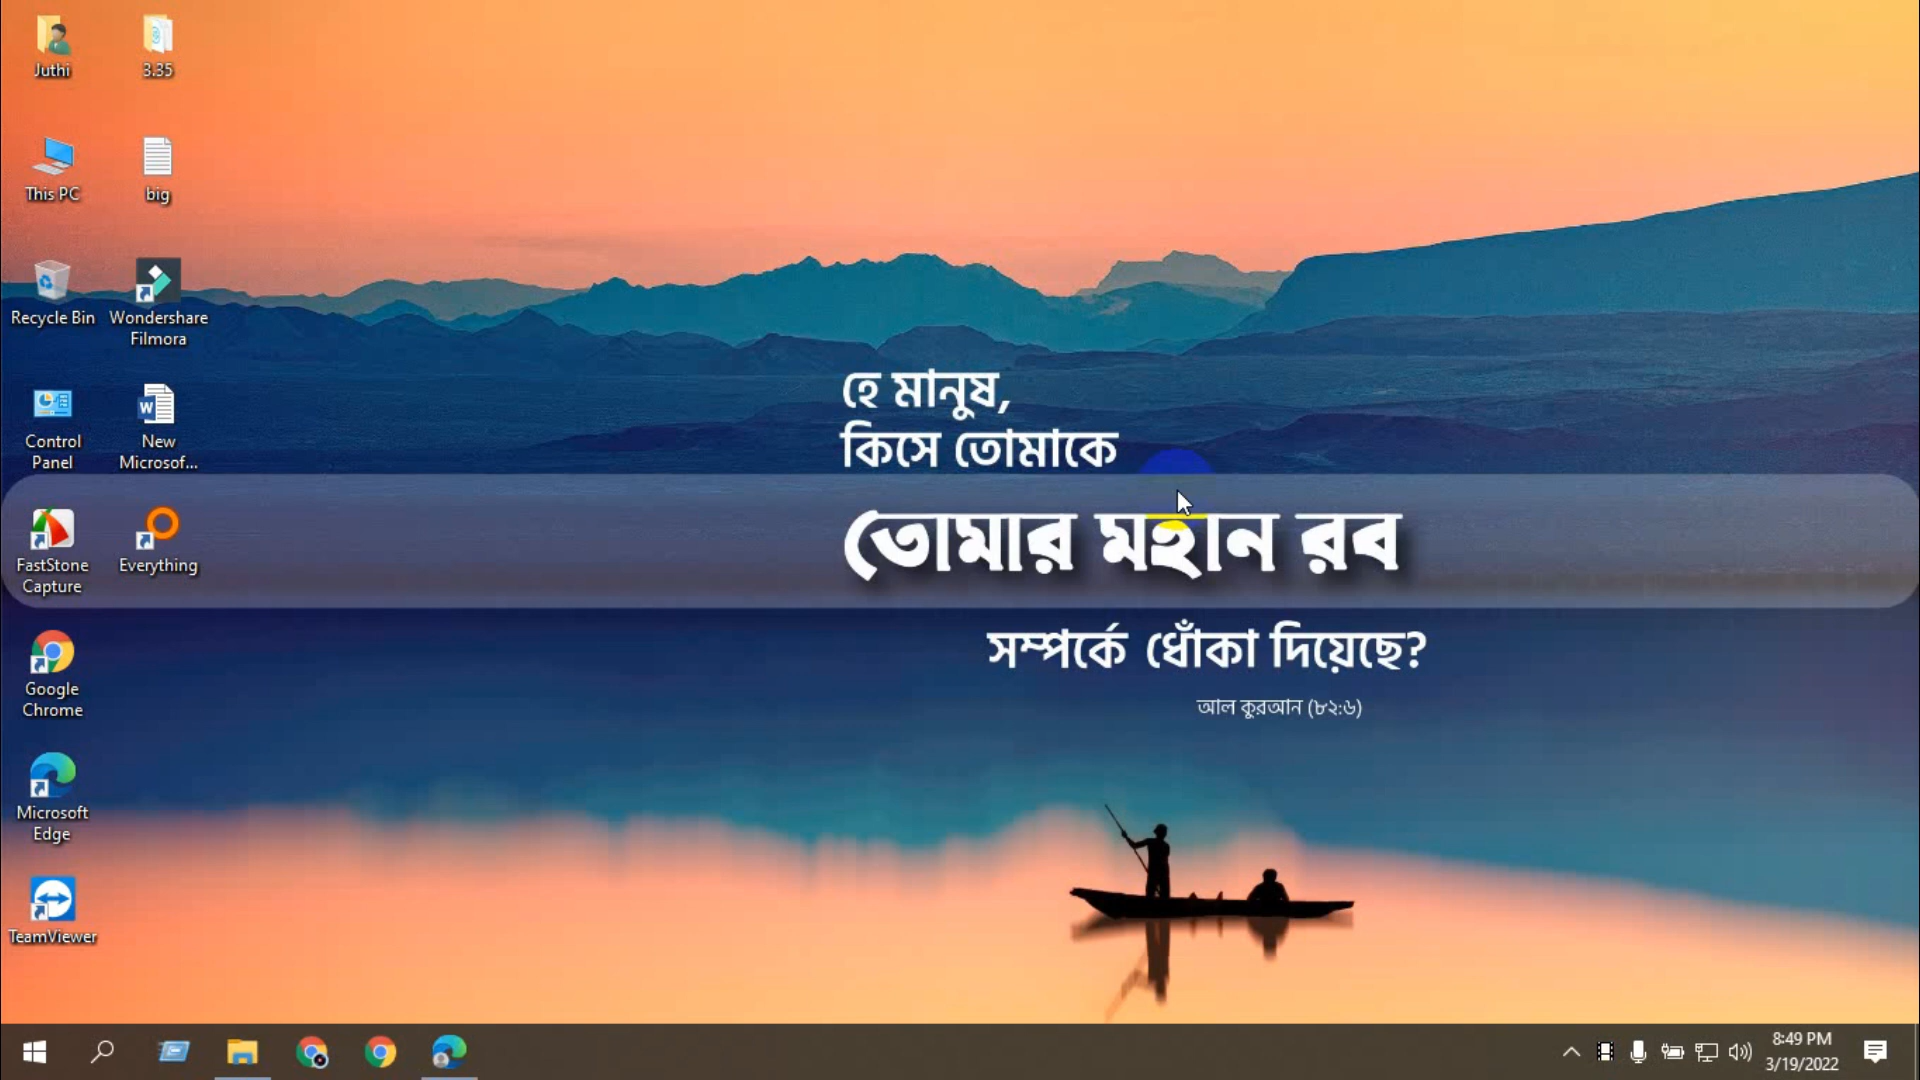 Juthi
3.35
This PC
big
Recycle Bin
Wondershare
Filmora
Control
Panel
New
Microsof...
FastStone
Capture
Everything
Google
Chrome
Microsoft
Edge
TeamViewer
হে মানুষ,
কিসে তোমাকে
তোমার মহান রব
সম্পর্কে ধোঁকা দিয়েছে?
আল কুরআন (৮২:৬)
8:49 PM
3/19/2022